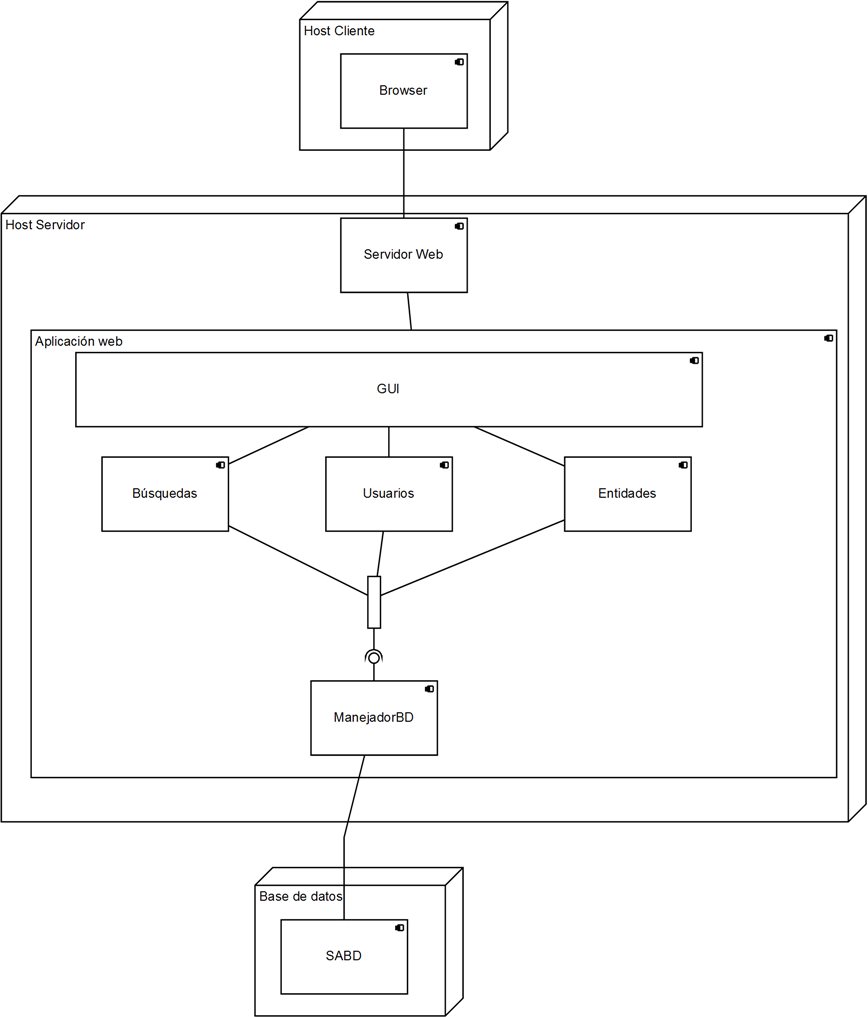 Host Cliente
Browser
Host Servidor
Servidor Web
Aplicación web
GUI
Búsquedas
Usuarios
Entidades
ManejadorBD
Base de datos
SABD